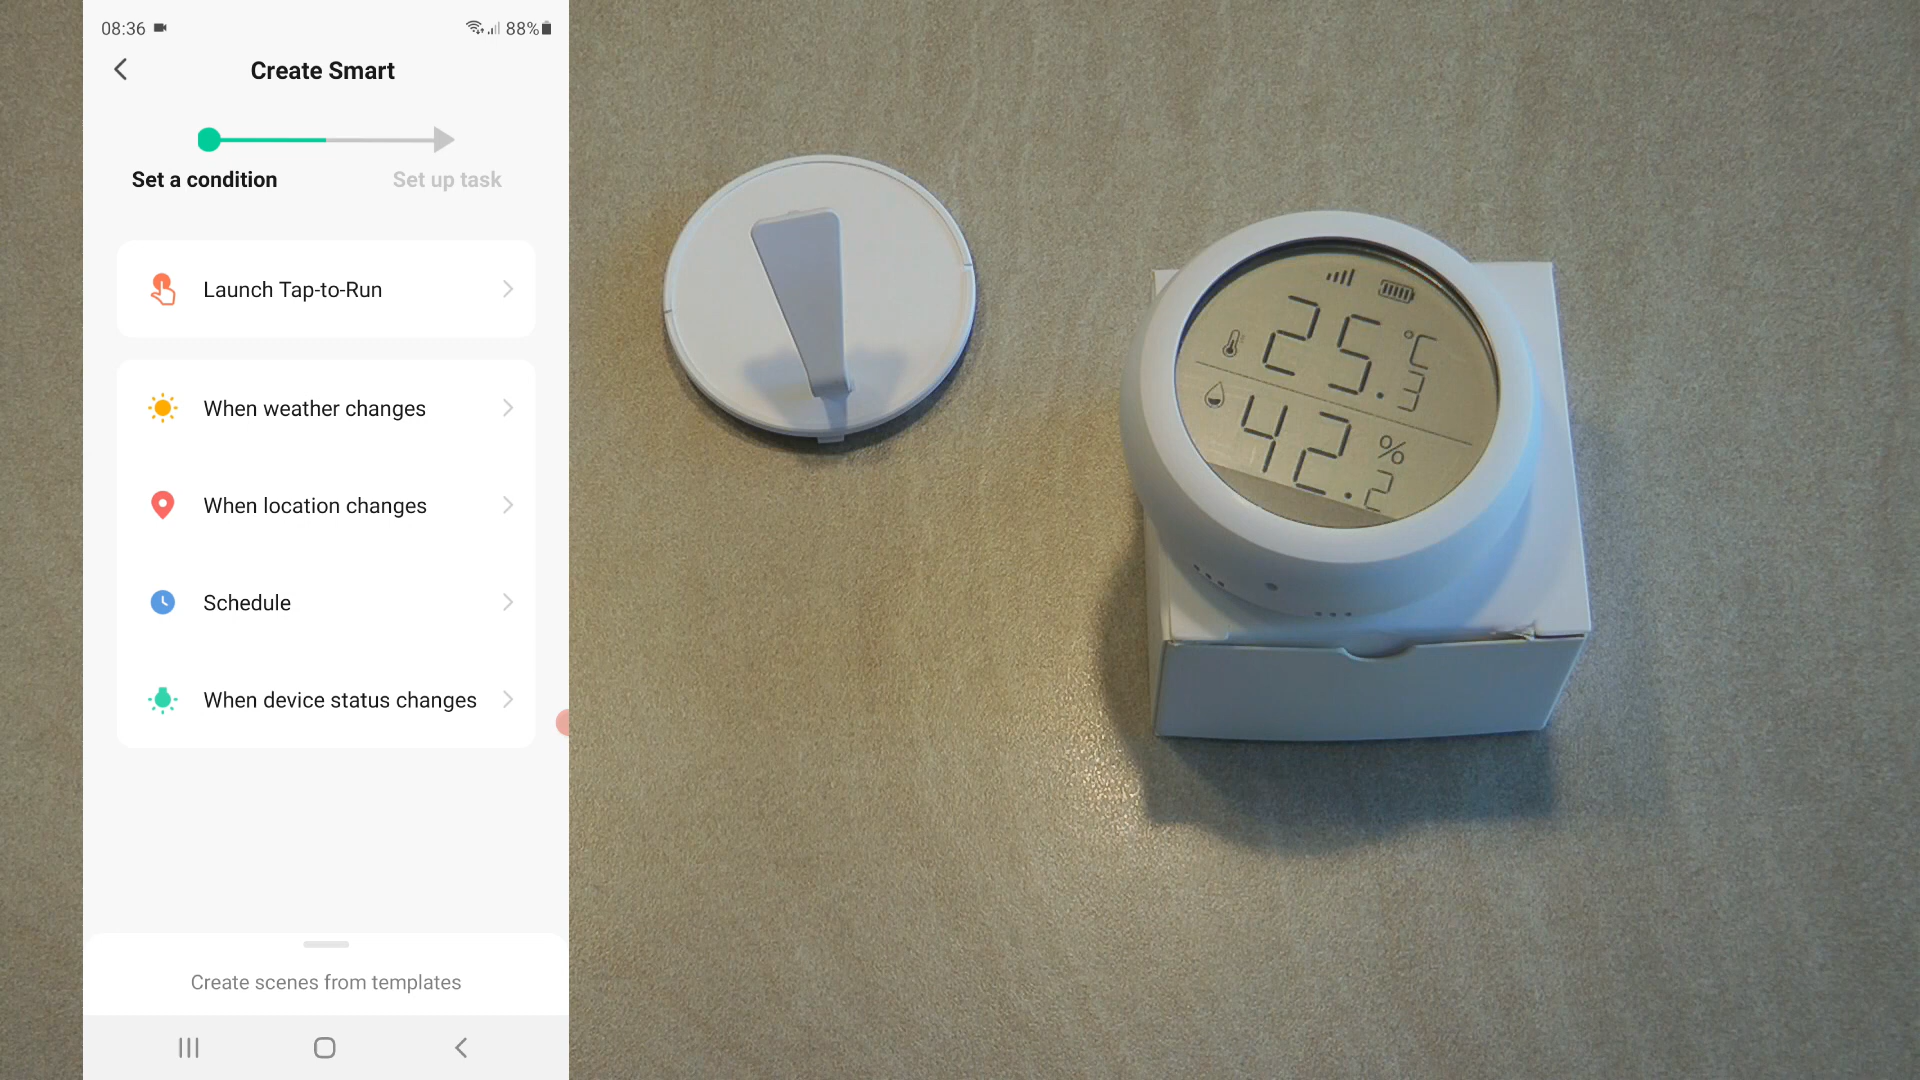 08:36
88%
Create Smart
Set a condition
Set up task
Launch Tap-to-Run
When weather changes
When location changes
Schedule
When device status changes
Create scenes from templates
25.3 °C
42.2 %